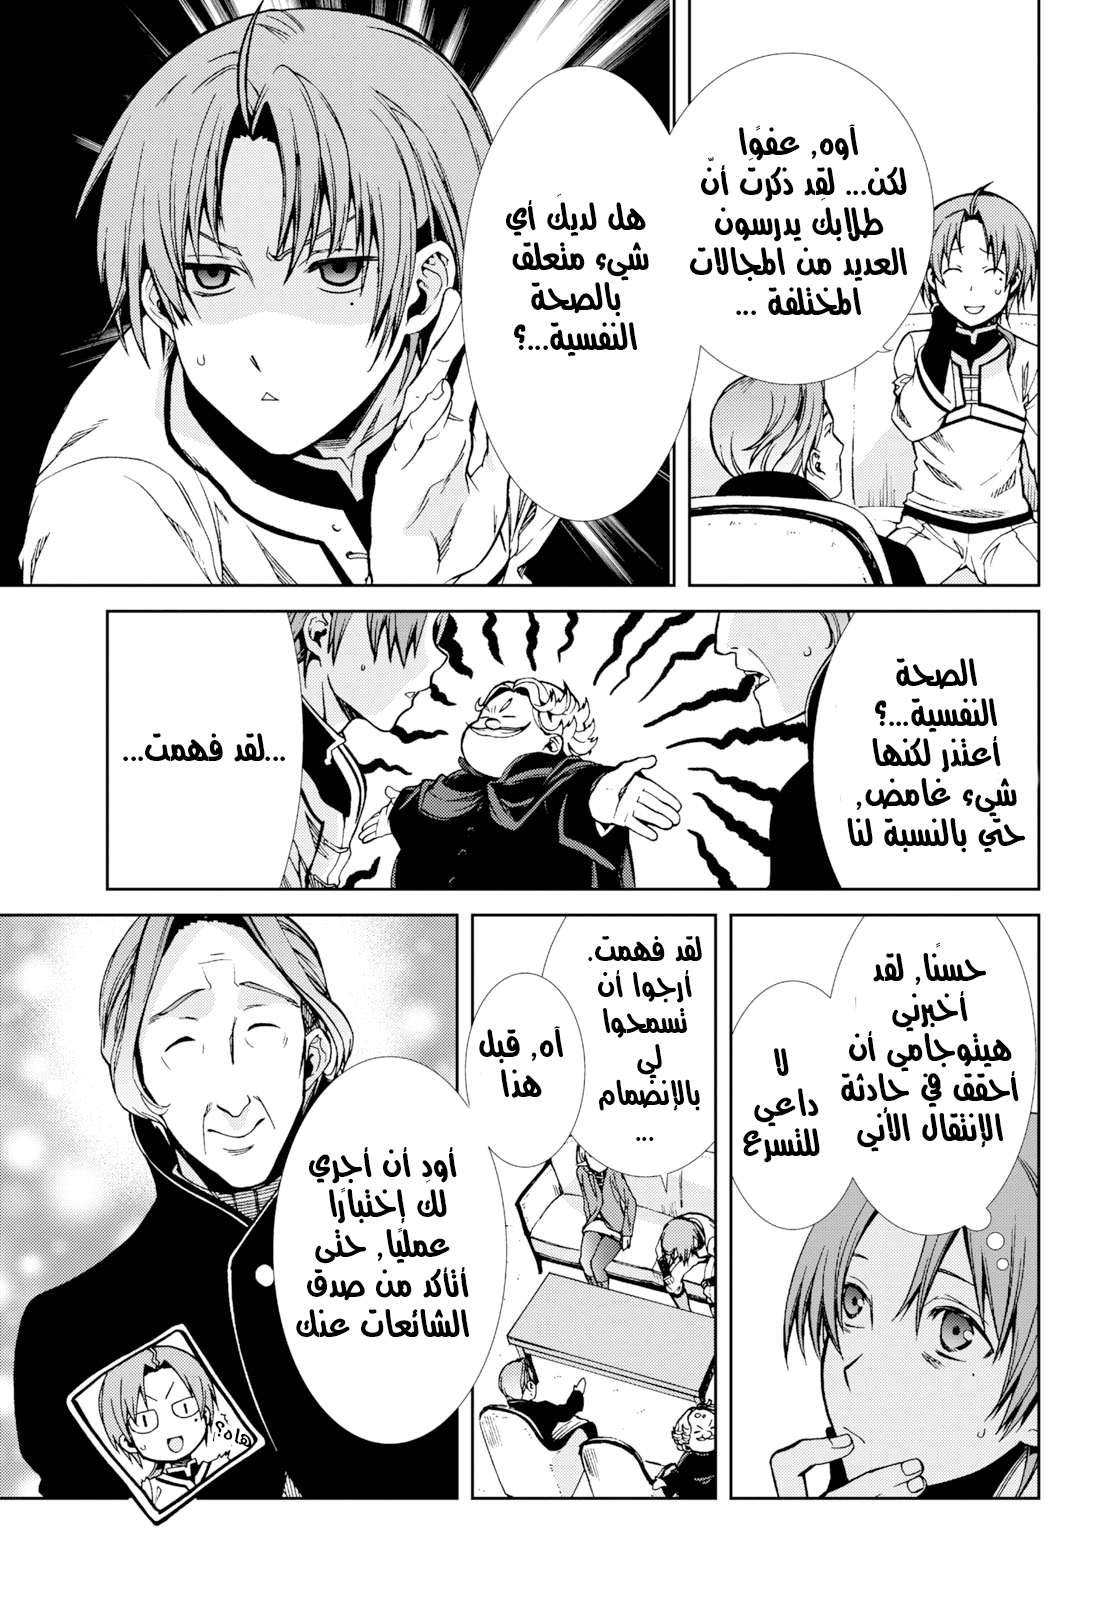 آوه, عفوًا
لكن... لقد ذكرتَ أنّ
طلابك يدرسون
العديد من المجالات
المختلفة ...
هل لديك أي
شيء متعلق
بالصحة
النفسية...؟
الصحة
النفسية...؟
أعتذر لكنها
شيء غامض,
حتي بالنسبة لنا
...لقد فهمت...
حسنًا, لقد
أخبرني
هيتوجامي أن
أحقق في حادثة
الإنتقال الأني
لا
داعي
للتسرع
لقد فهمت.
أرجوا أن
تسمحوا
لي
بالإنضمام
...
آه, قبل
هذا
أود أن أجري
لك إختبارًا
عمليًا, حتى
أتأكد من صدق
الشائعات عنك
هاه؟